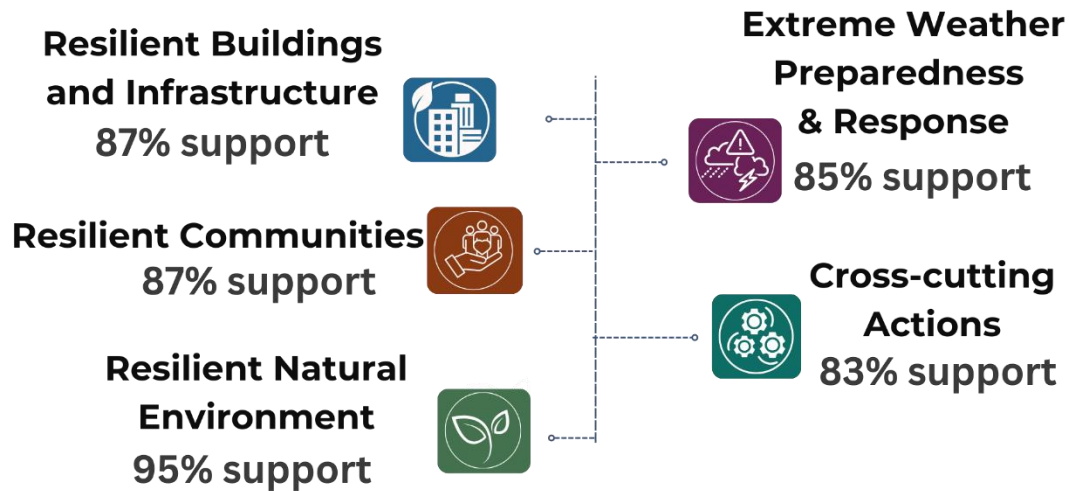 Resilient Buildings
and Infrastructure
87% support
Resilient Communities
87% support
Resilient Natural
Environment
95% support
Extreme Weather
Preparedness
& Response
85% support
Cross-cutting
Actions
83% support